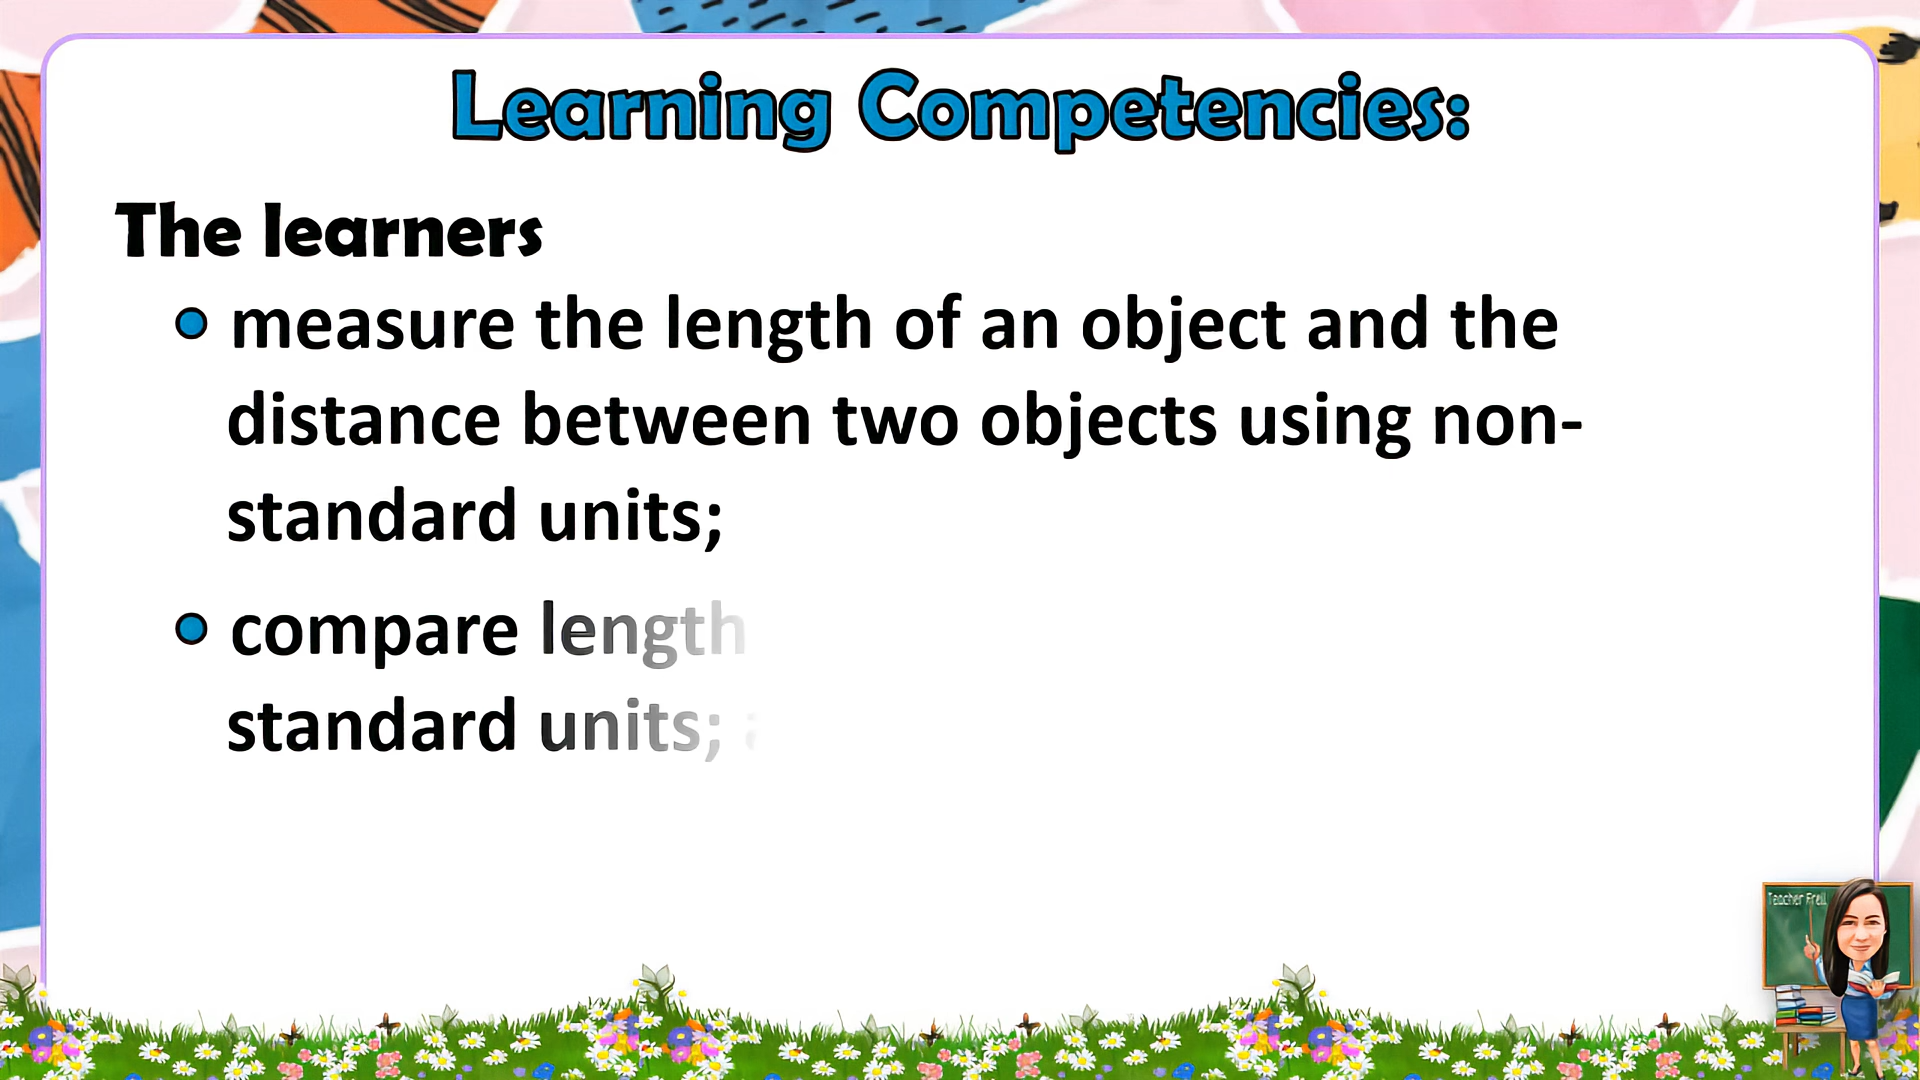 Learning Competencies:
The learners
measure the length of an object and the
distance between two objects using non-
standard units;
compare length
standard units;
Teacher Frell